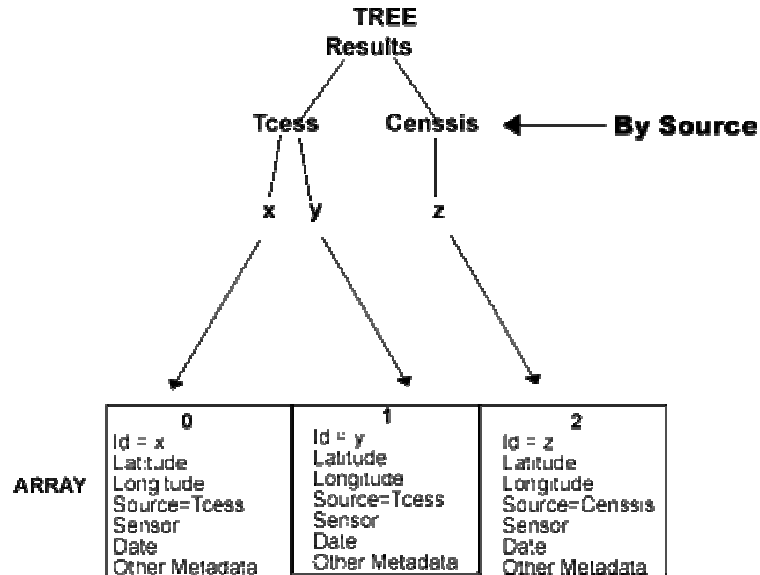 TREE
Results
Tcess Censsis By Source
x y z
ARRAY
0
Id = x
Latitude
Longitude
Source=Tcess
Sensor
Date
Other Metadata
1
Id = y
Latitude
Longitude
Source=Tcess
Sensor
Date
Other Metadata
2
Id = z
Latitude
Longitude
Source=Censsis
Sensor
Date
Other Metadata